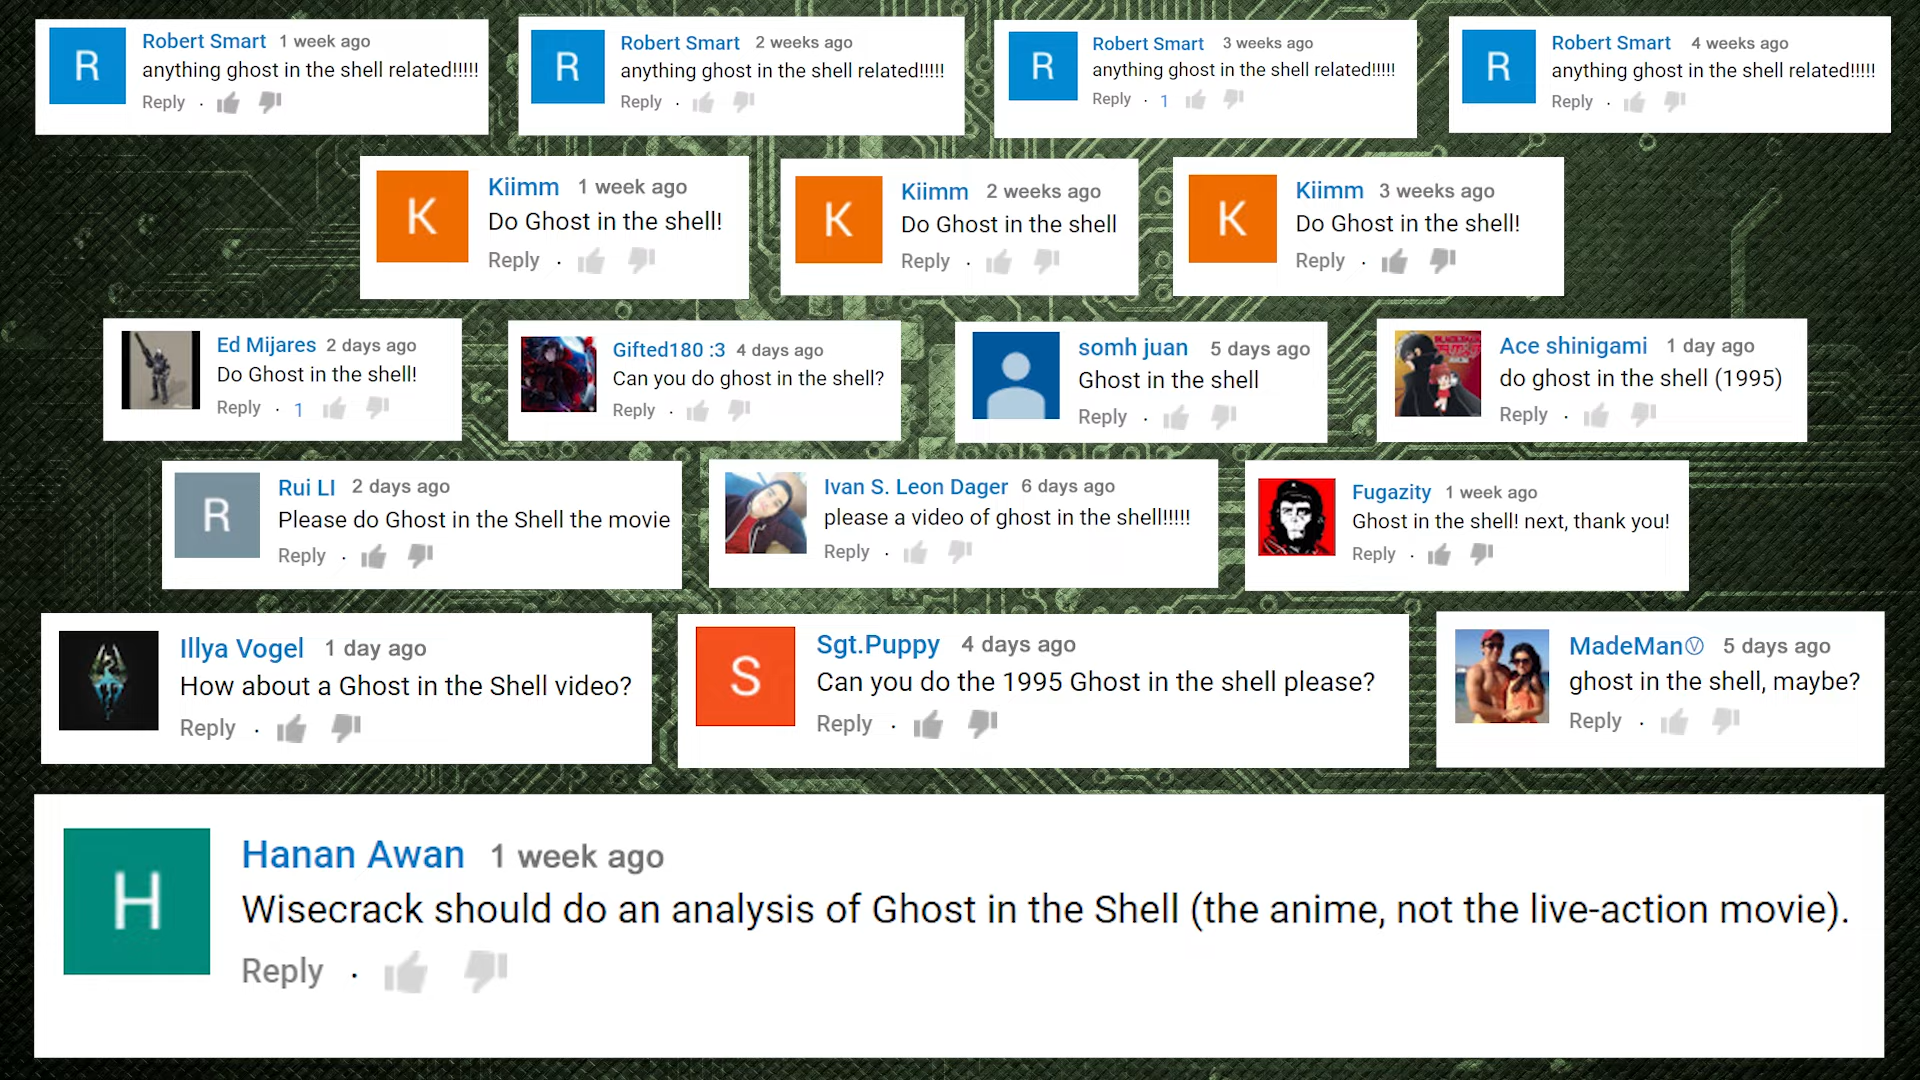 R
Robert Smart 1 week ago
anything ghost in the shell related!!!!!
Reply ·
R
Robert Smart 2 weeks ago
anything ghost in the shell related!!!!!
Reply ·
R
Robert Smart 3 weeks ago
anything ghost in the shell related!!!!!
Reply · 1
R
Robert Smart 4 weeks ago
anything ghost in the shell related!!!!!
Reply ·
K
Kiimm 1 week ago
Do Ghost in the shell!
Reply ·
K
Kiimm 2 weeks ago
Do Ghost in the shell
Reply ·
K
Kiimm 3 weeks ago
Do Ghost in the shell!
Reply ·
Ed Mijares 2 days ago
Do Ghost in the shell!
Reply · 1
Gifted180 :3 4 days ago
Can you do ghost in the shell?
Reply ·
somh juan 5 days ago
Ghost in the shell
Reply ·
Ace shinigami 1 day ago
do ghost in the shell (1995)
Reply ·
R
Rui LI 2 days ago
Please do Ghost in the Shell the movie
Reply ·
Ivan S. Leon Dager 6 days ago
please a video of ghost in the shell!!!!!
Reply ·
Fugazity 1 week ago
Ghost in the shell! next, thank you!
Reply ·
Illya Vogel 1 day ago
How about a Ghost in the Shell video?
Reply ·
S
Sgt.Puppy 4 days ago
Can you do the 1995 Ghost in the shell please?
Reply ·
MadeManⓋ 5 days ago
ghost in the shell, maybe?
Reply ·
H
Hanan Awan 1 week ago
Wisecrack should do an analysis of Ghost in the Shell (the anime, not the live-action movie).
Reply ·